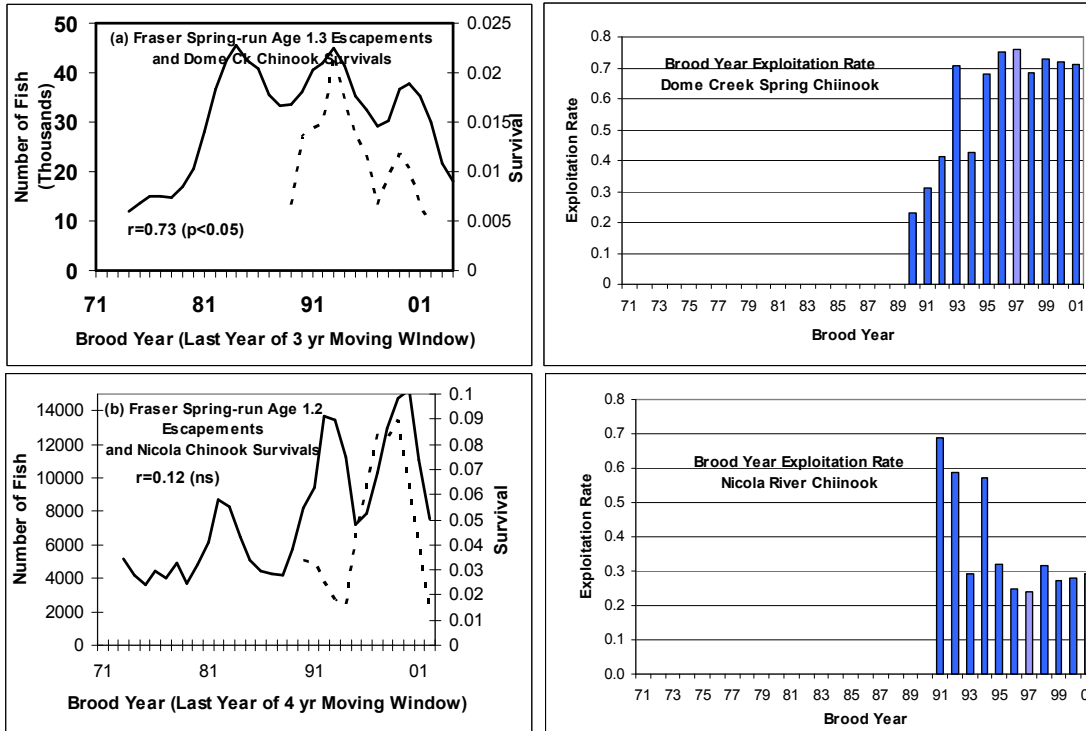 (a) Fraser Spring-run Age 1.3 Escapements
and Dome Ck Chinook Survivals
50
40
30
20
10
0
0.025
0.02
0.015
0.01
0.005
0
Number of Fish
(Thousands)
Survival
r=0.73 (p<0.05)
71 81 91 01
Brood Year (Last Year of 3 yr Moving WIndow)
Brood Year Exploitation Rate
Dome Creek Spring Chiinook
0.8
0.7
0.6
0.5
0.4
0.3
0.2
0.1
0
Exploitation Rate
71 73 75 77 79 81 83 85 87 89 91 93 95 97 99 01
Brood Year
(b) Fraser Spring-run Age 1.2
Escapements
and Nicola Chinook Survivals
r=0.12 (ns)
14000
12000
10000
8000
6000
4000
2000
0
0.1
0.09
0.08
0.07
0.06
0.05
0.04
0.03
0.02
0.01
0
Number of Fish
Survival
71 81 91 01
Brood Year (Last Year of 4 yr Moving WIndow)
Brood Year Exploitation Rate
Nicola River Chiinook
0.8
0.7
0.6
0.5
0.4
0.3
0.2
0.1
0.0
Exploitation Rate
71 73 75 77 79 81 83 85 87 89 91 93 95 97 99
Brood Year